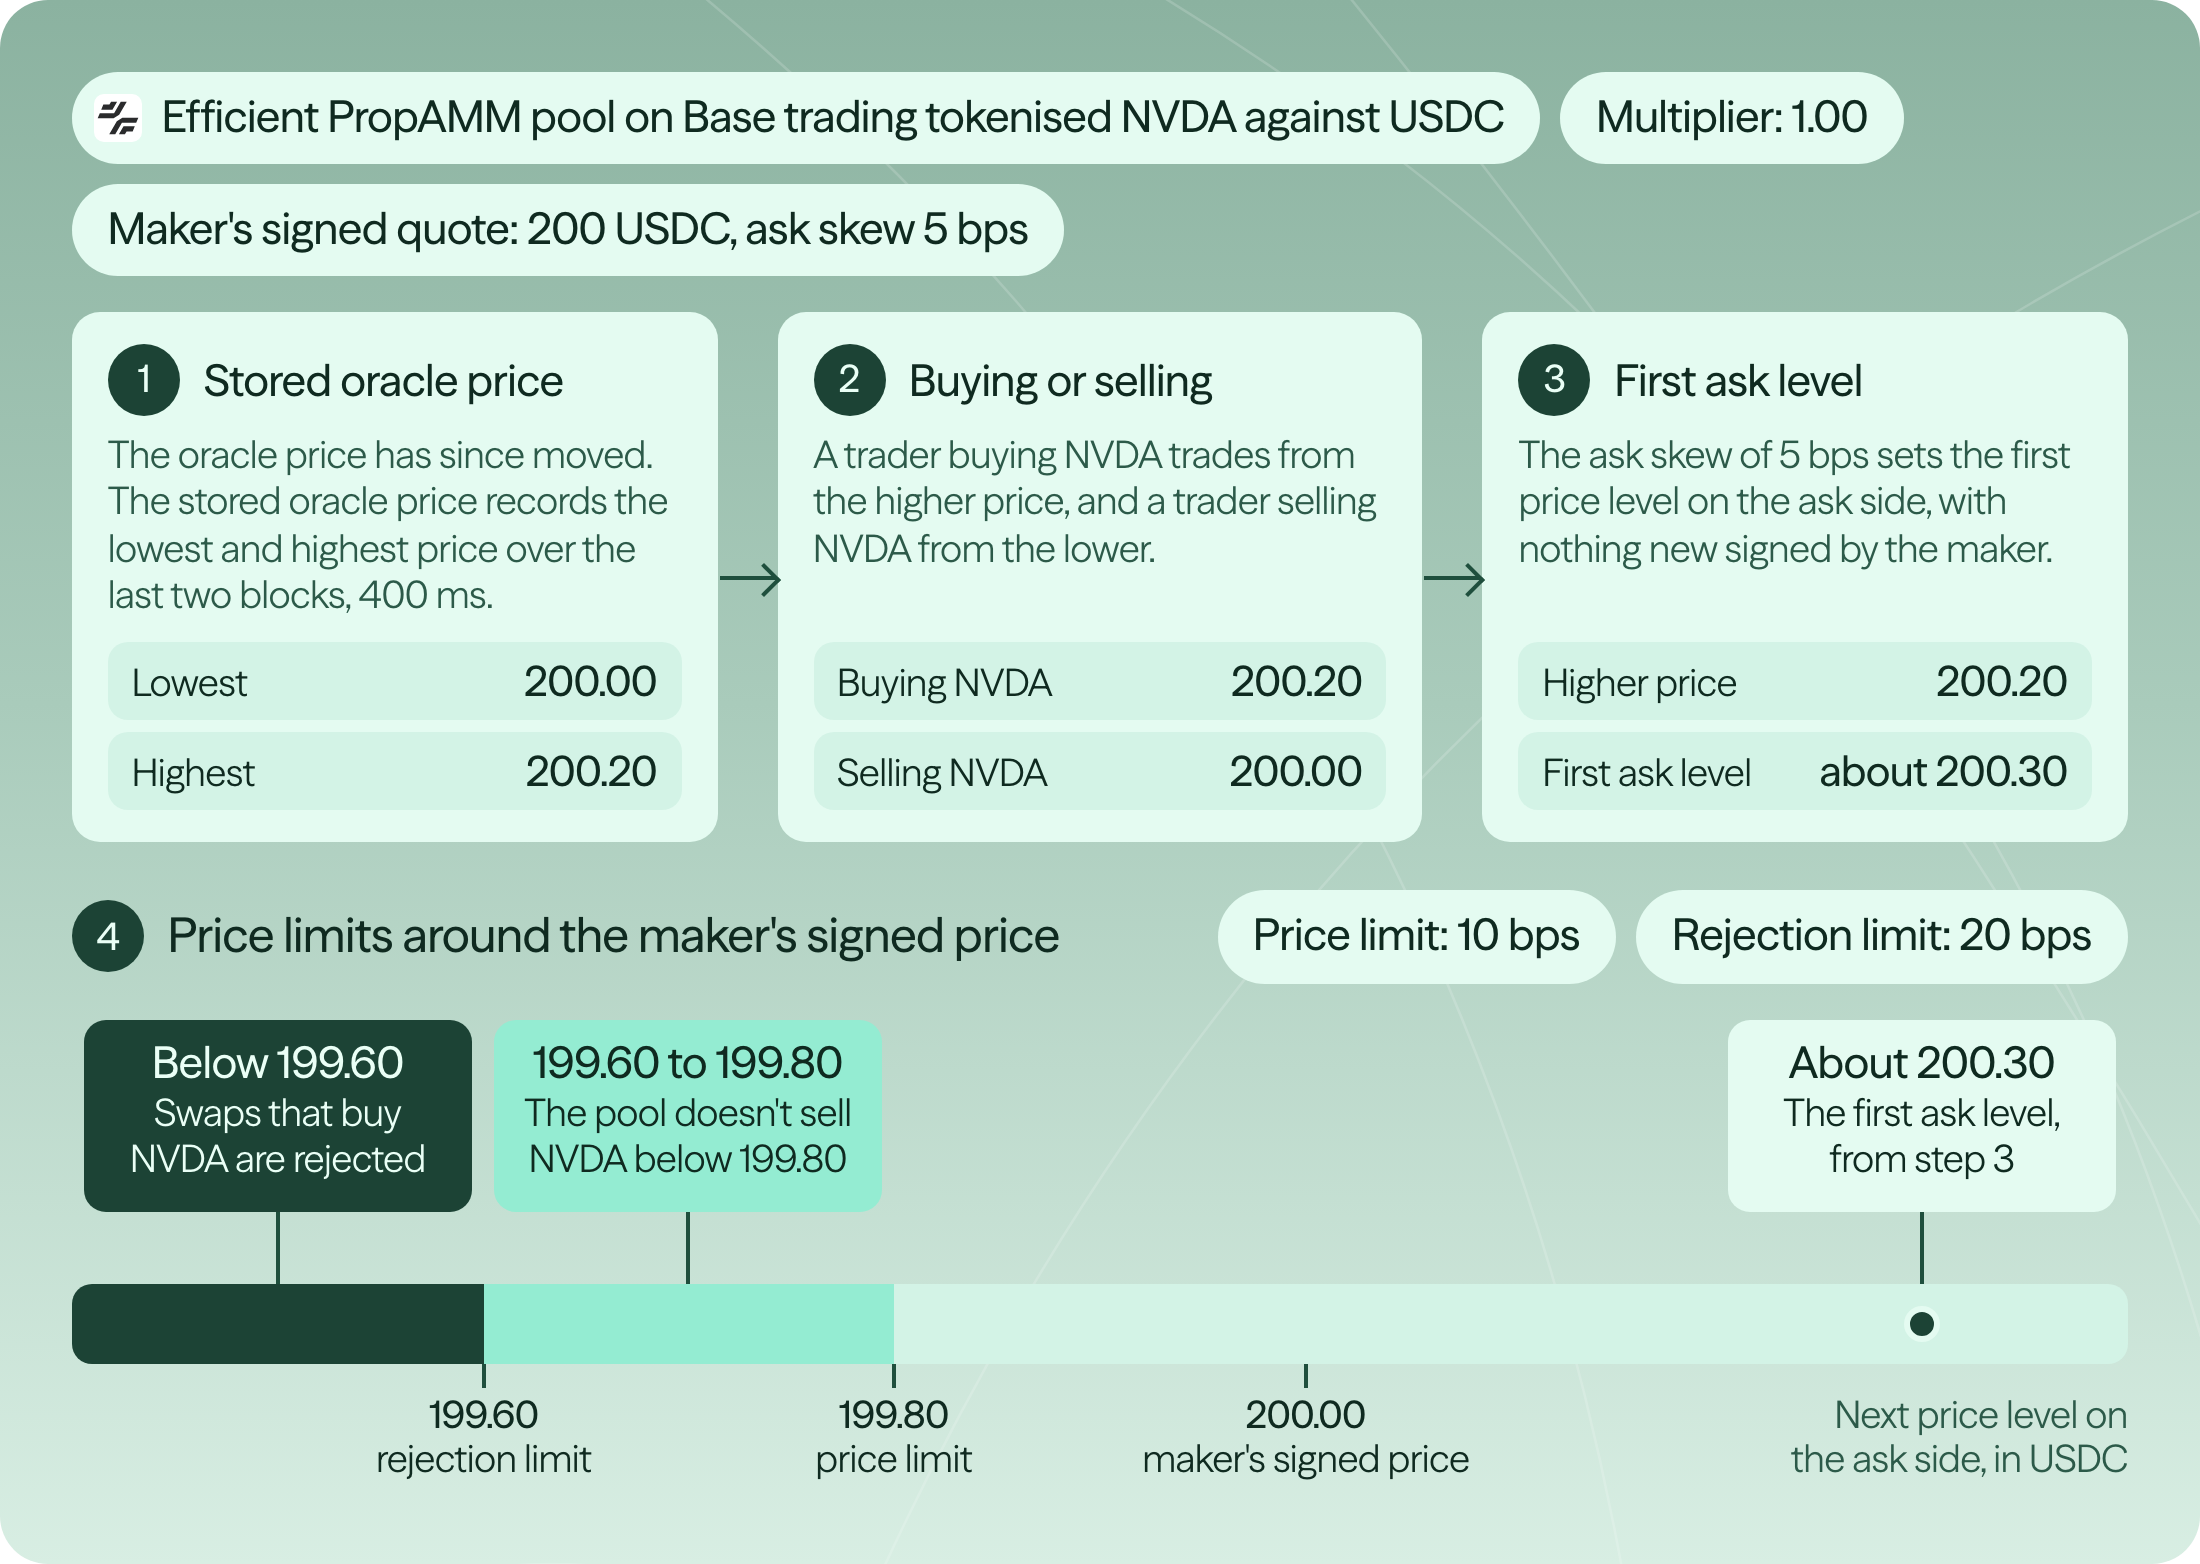 Efficient PropAMM pool on Base trading tokenised NVDA against USDC
Multiplier: 1.00
Maker's signed quote: 200 USDC, ask skew 5 bps
1
Stored oracle price
The oracle price has since moved.
The stored oracle price records the
lowest and highest price over the
last two blocks, 400 ms.
Lowest 200.00
Highest 200.20
2
Buying or selling
A trader buying NVDA trades from
the higher price, and a trader selling
NVDA from the lower.
Buying NVDA 200.20
Selling NVDA 200.00
3
First ask level
The ask skew of 5 bps sets the first
price level on the ask side, with
nothing new signed by the maker.
Higher price 200.20
First ask level about 200.30
4
Price limits around the maker's signed price
Price limit: 10 bps
Rejection limit: 20 bps
Below 199.60
Swaps that buy
NVDA are rejected
199.60 to 199.80
The pool doesn't sell
NVDA below 199.80
About 200.30
The first ask level,
from step 3
199.60
rejection limit
199.80
price limit
200.00
maker's signed price
Next price level on
the ask side, in USDC